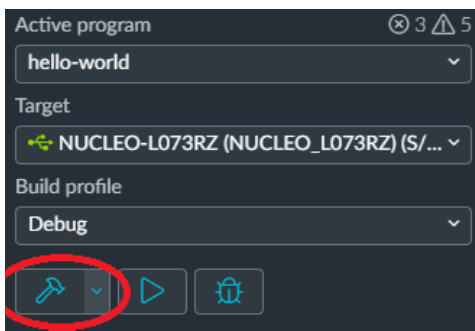 Active program 3 5
hello-world
Target
NUCLEO-L073RZ (NUCLEO_L073RZ) (S/...
Build profile
Debug